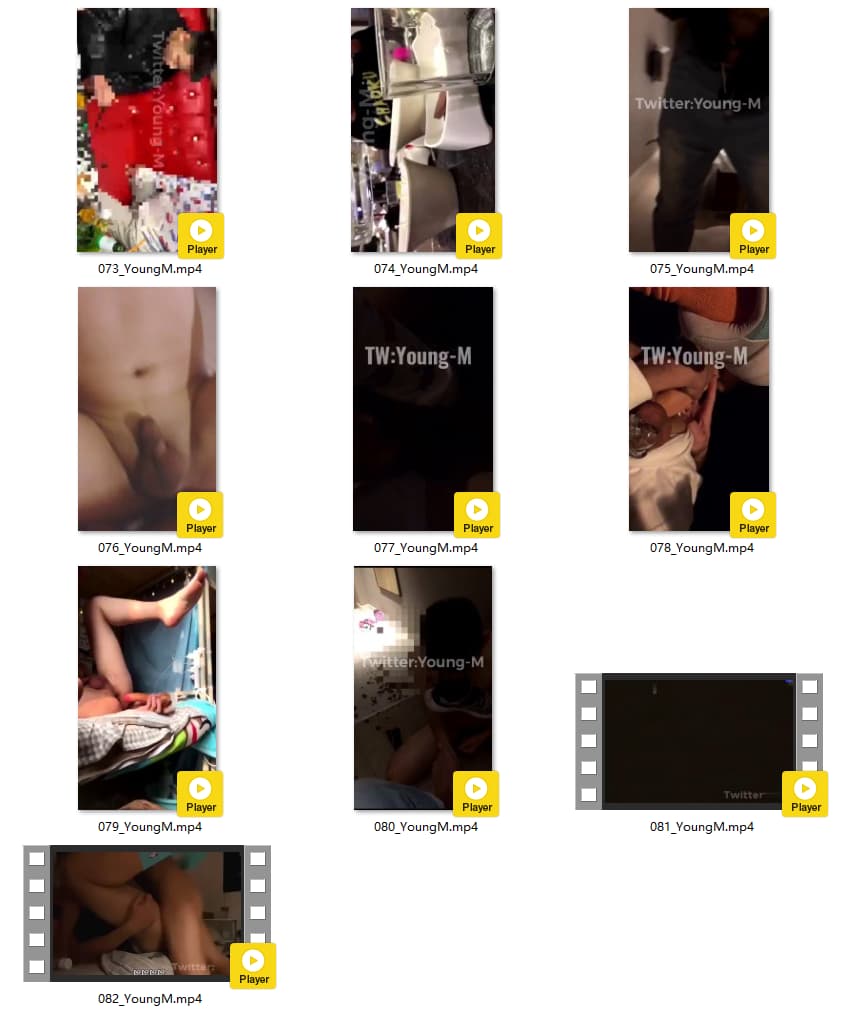 Twitter:Young-M
ng-M
Twitter:Young-M
Player
Player
Player
073_YoungM.mp4
074_YoungM.mp4
075_YoungM.mp4
TW:Young-M
TW:Young-M
Player
Player
Player
076_YoungM.mp4
077_YoungM.mp4
078_YoungM.mp4
Twitter:Young-M
Twitter
Player
Player
Player
079_YoungM.mp4
080_YoungM.mp4
081_YoungM.mp4
Twitter:
Player
082_YoungM.mp4